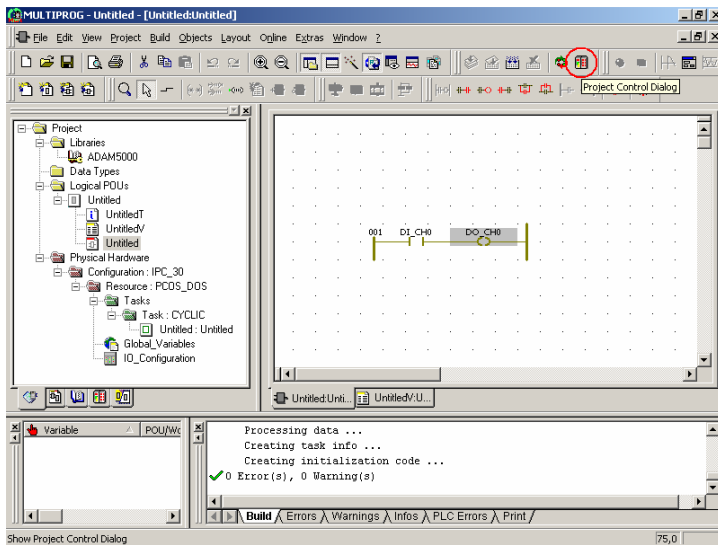 MULTIPROG - Untitled - [Untitled:Untitled]
File Edit View Project Build Objects Layout Online Extras Window ?
Project Control Dialog
Project
Libraries
ADAM5000
Data Types
Logical POUs
Untitled
UntitledT
UntitledV
Untitled
Physical Hardware
Configuration : IPC_30
Resource : PCOS_DOS
Tasks
Task : CYCLIC
Untitled : Untitled
Global_Variables
IO_Configuration
001 DI_CH0 DO_CH0
Untitled:Unti... UntitledV:U...
Variable POU/Wo
Processing data ...
Creating task info ...
Creating initialization code ...
0 Error(s), 0 Warning(s)
Build Errors Warnings Infos PLC Errors Print
Show Project Control Dialog 75,0